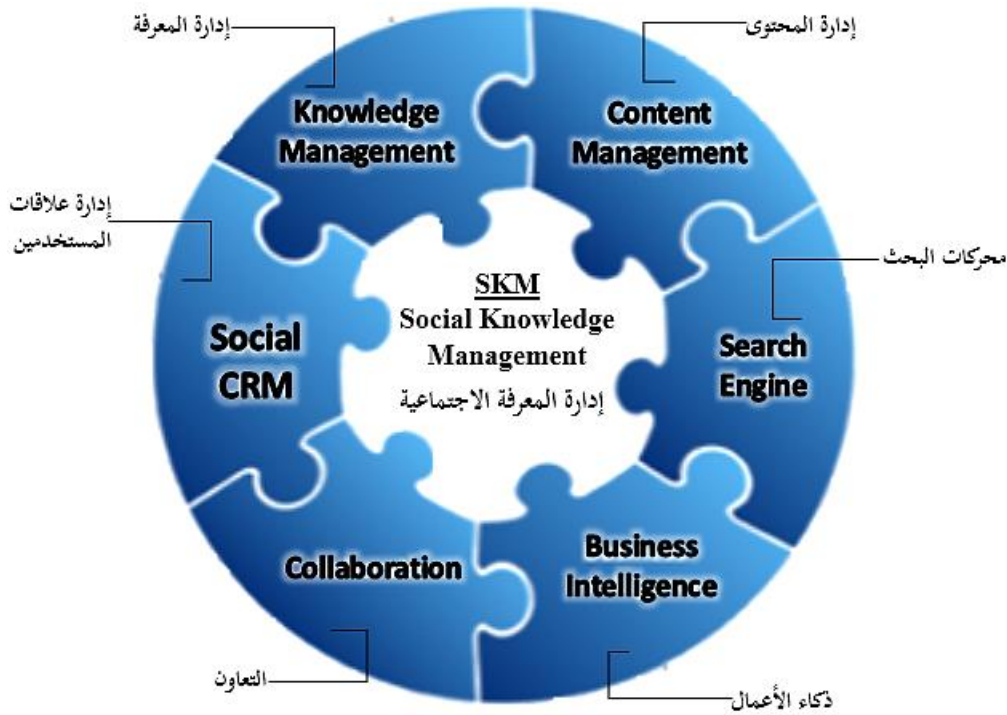 إدارة المعرفة
إدارة المحتوى
Knowledge
Management
Content
Management
إدارة علاقات
المستخدمين
محركات البحث
SKM
Social Knowledge
Management
إدارة المعرفة الاجتماعية
Social
CRM
Search
Engine
Collaboration
Business
Intelligence
التعاون
ذكاء الأعمال